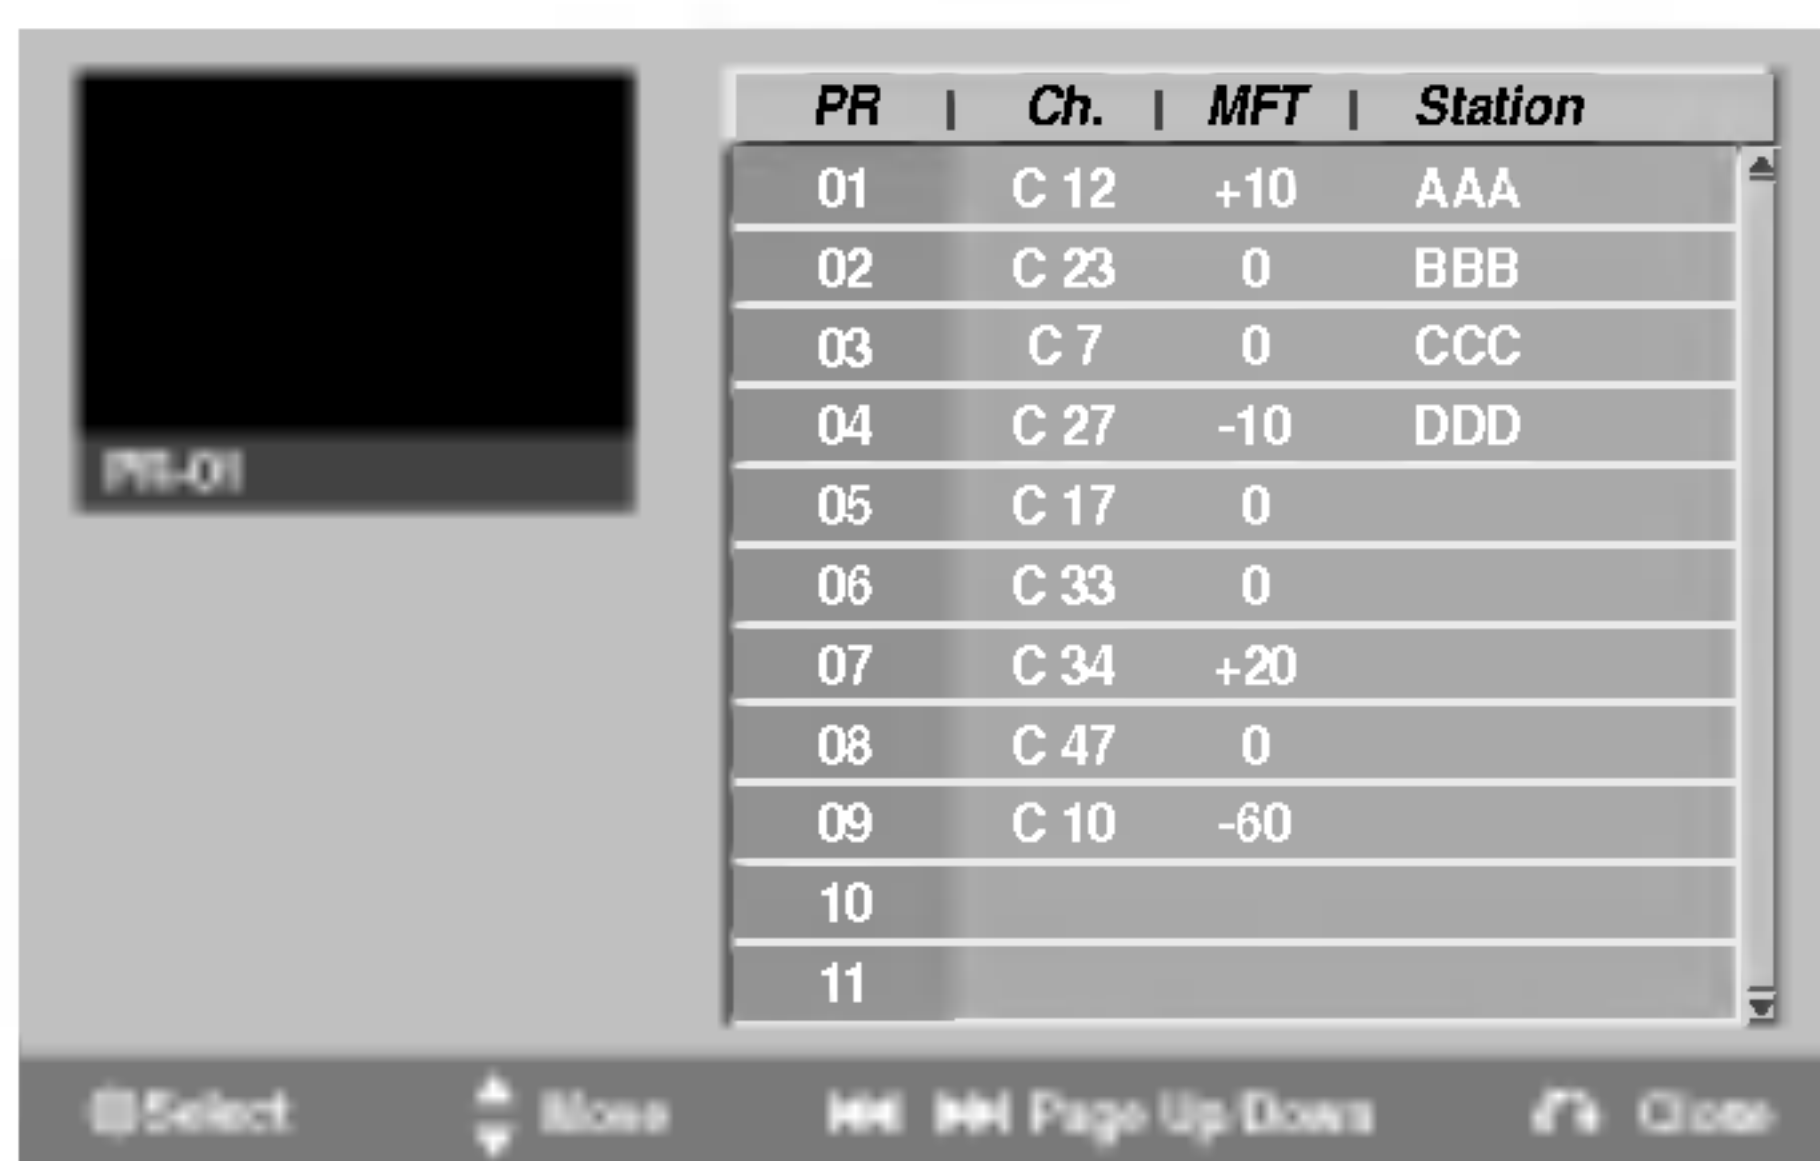 PR | Ch. | MFT | Station
01 C 12 +10 AAA
02 C 23 0 BBB
03 C 7 0 CCC
04 C 27 -10 DDD
05 C 17 0
06 C 33 0
07 C 34 +20
08 C 47 0
09 C 10 -60
10
11
PR-01
Select Move Page Up/Down Close